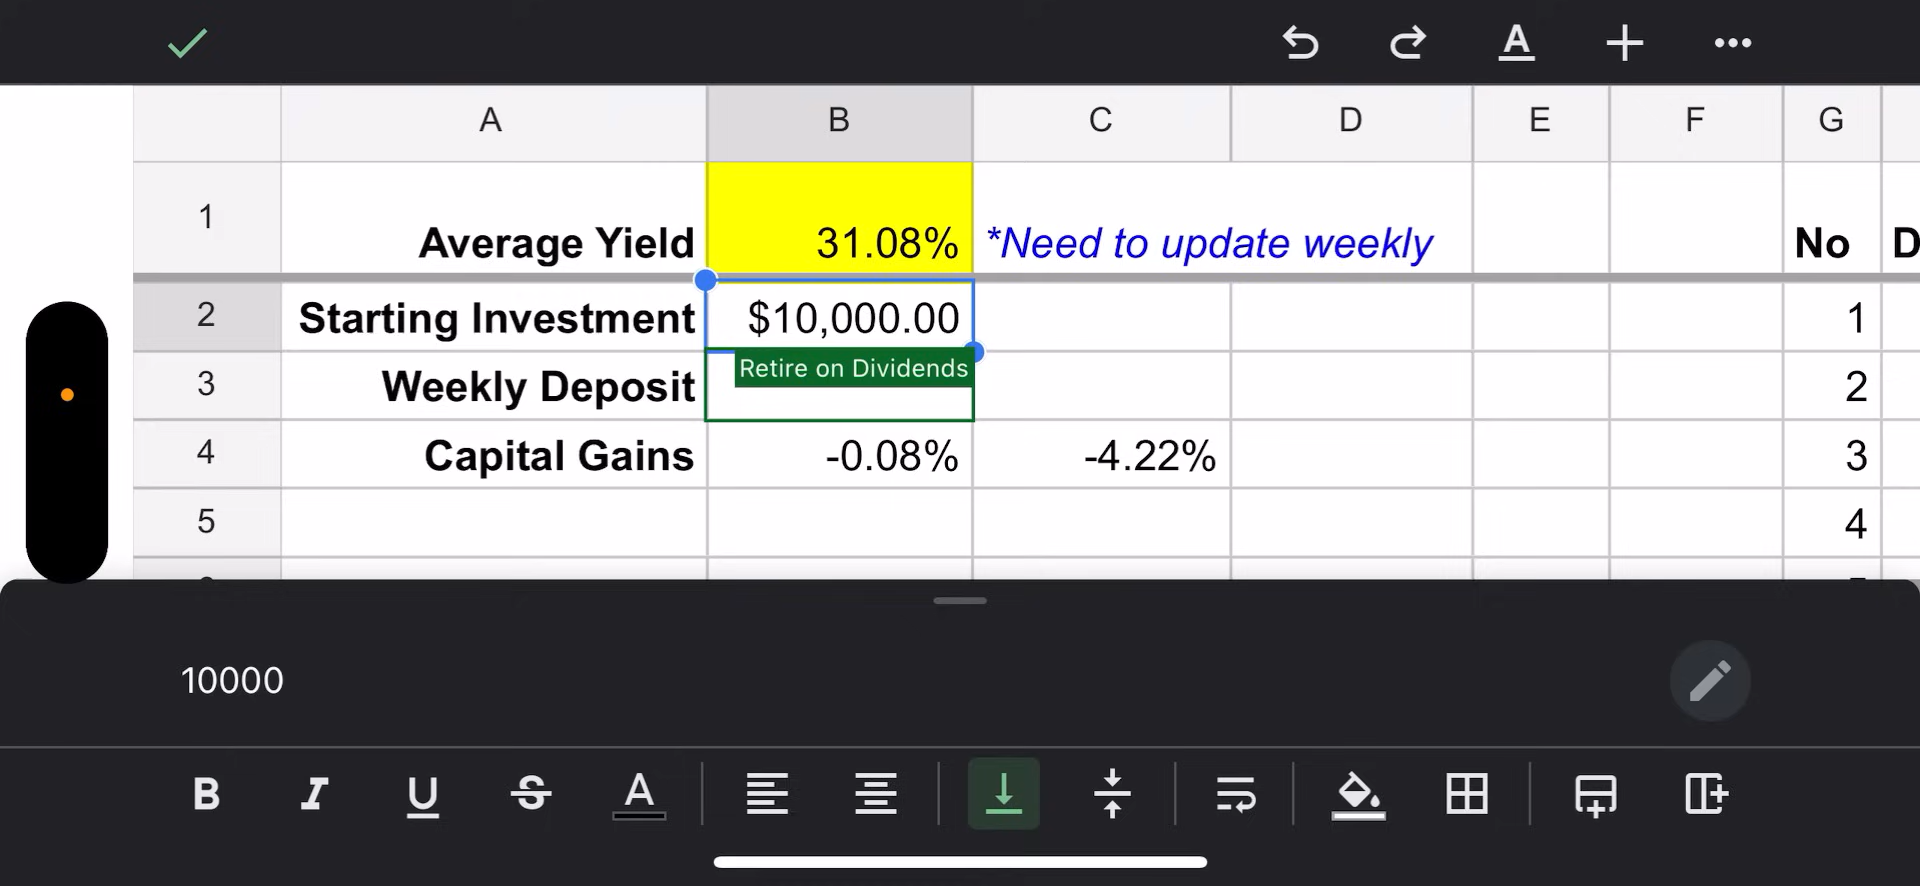 A B C D E F G
1 Average Yield 31.08% *Need to update weekly No D
2 Starting Investment $10,000.00 1
Retire on Dividends
3 Weekly Deposit 2
4 Capital Gains -0.08% -4.22% 3
5 4
10000
B I U S A